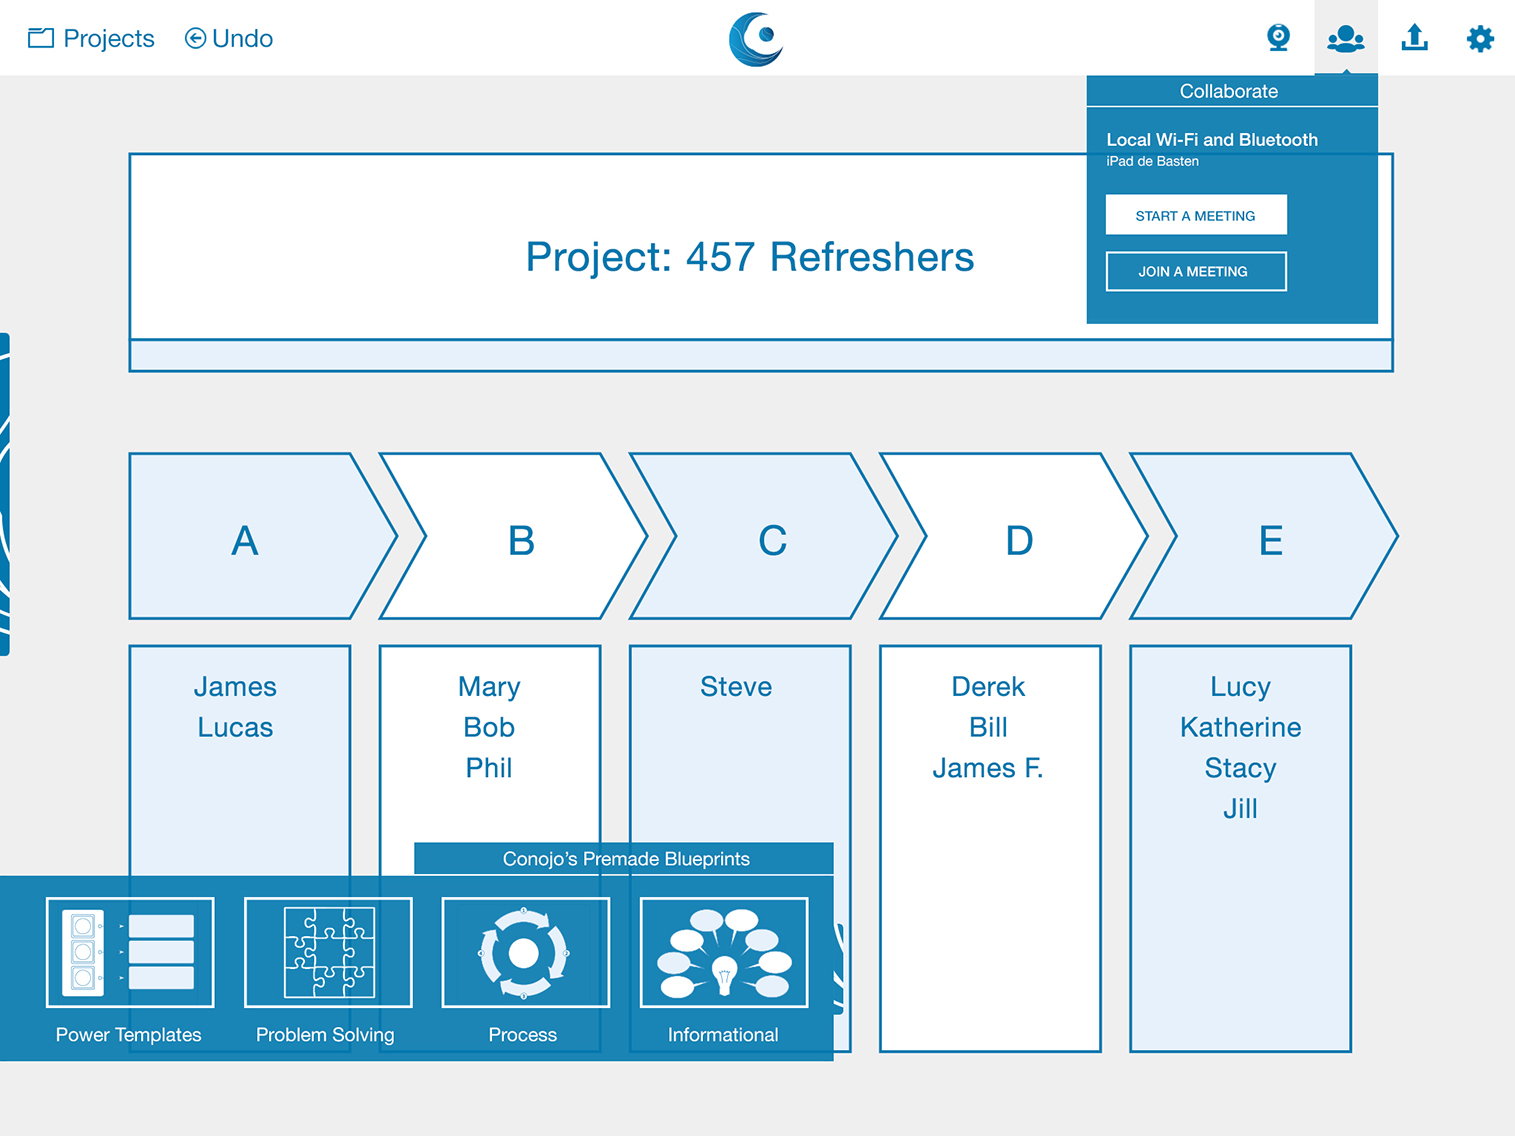 Projects
Undo
Collaborate
Local Wi-Fi and Bluetooth
iPad de Basten
START A MEETING
JOIN A MEETING
Project: 457 Refreshers
A
B
C
D
E
James
Lucas
Mary
Bob
Phil
Steve
Derek
Bill
James F.
Lucy
Katherine
Stacy
Jill
Conojo’s Premade Blueprints
Power Templates
Problem Solving
Process
Informational